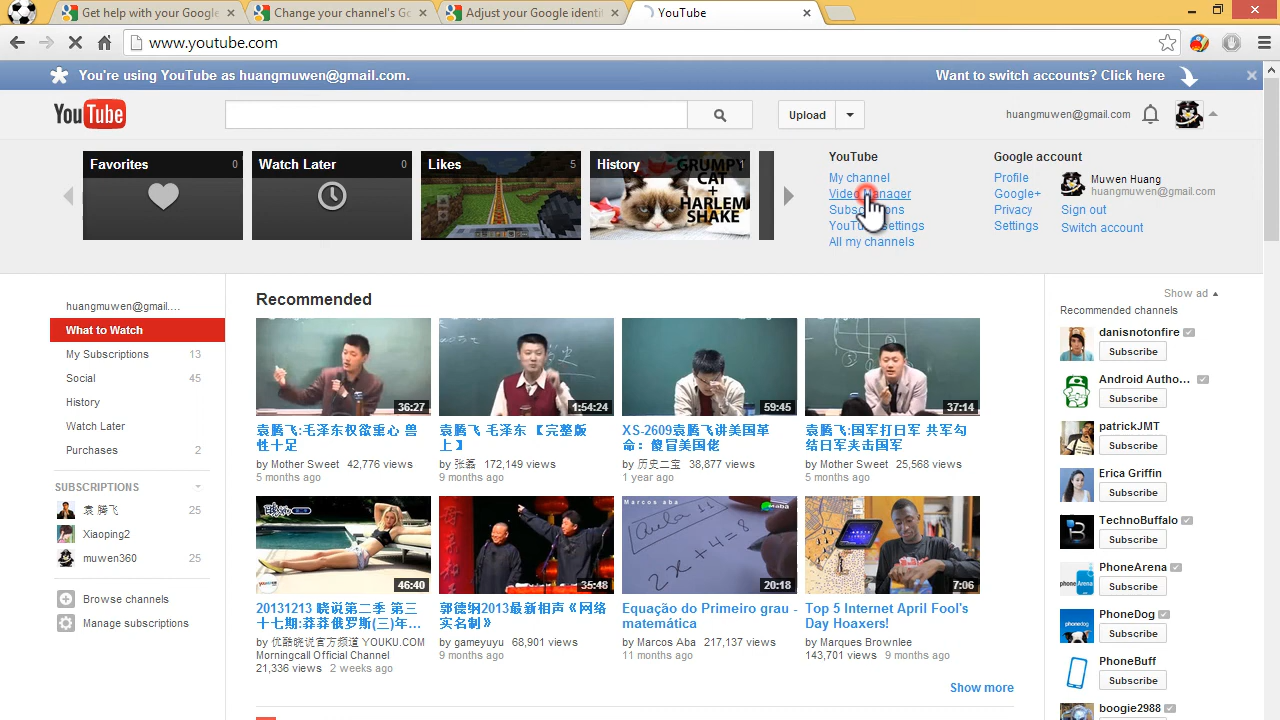 Get help with your Google
Change your channel's Go
Adjust your Google identi
YouTube
www.youtube.com
You're using YouTube as huangmuwen@gmail.com.
Want to switch accounts? Click here
YouTube
Upload
huangmuwen@gmail.com
Favorites 0
Watch Later 0
Likes 5
History 1
GRUMPY
CAT
+
HARLEM
SHAKE
YouTube
My channel
Video Manager
Subscriptions
YouTube settings
All my channels
Google account
Profile
Google+
Privacy
Settings
Muwen Huang
huangmuwen@gmail.com
Sign out
Switch account
huangmuwen@gmail....
What to Watch
My Subscriptions 13
Social 45
History
Watch Later
Purchases 2
SUBSCRIPTIONS
袁 腾飞 25
Xiaoping2
muwen360 25
Browse channels
Manage subscriptions
Recommended
36:27
袁腾飞:毛泽东权欲重心 兽
性十足
by Mother Sweet 42,776 views
5 months ago
1:54:24
袁腾飞 毛泽东 【完整版
上】
by 张磊 172,149 views
9 months ago
59:45
XS-2609袁腾飞讲美国革
命：傻冒美国佬
by 历史二宝 38,877 views
1 year ago
37:14
袁腾飞:国军打日军 共军勾
结日军夹击国军
by Mother Sweet 25,568 views
5 months ago
46:40
20131213 晓说第二季 第三
十七期:莽莽俄罗斯(三)年...
by 优酷晓说官方频道 YOUKU.COM
Morningcall Official Channel
21,336 views 2 weeks ago
35:48
郭德纲2013最新相声《网络
实名制》
by gameyuyu 68,901 views
9 months ago
Marcos aba
Maba
Aula 11
2x + 4 = 8
20:18
Equação do Primeiro grau -
matemática
by Marcos Aba 217,137 views
11 months ago
7:06
Top 5 Internet April Fool's
Day Hoaxers!
by Marques Brownlee
143,701 views 9 months ago
Show more
Show ad
Recommended channels
danisnotonfire
Subscribe
Android Autho...
Subscribe
patrickJMT
Subscribe
Erica Griffin
Subscribe
TechnoBuffalo
Subscribe
PhoneArena
phone
Arena
Subscribe
PhoneDog
phonedog
Subscribe
PhoneBuff
Subscribe
boogie2988